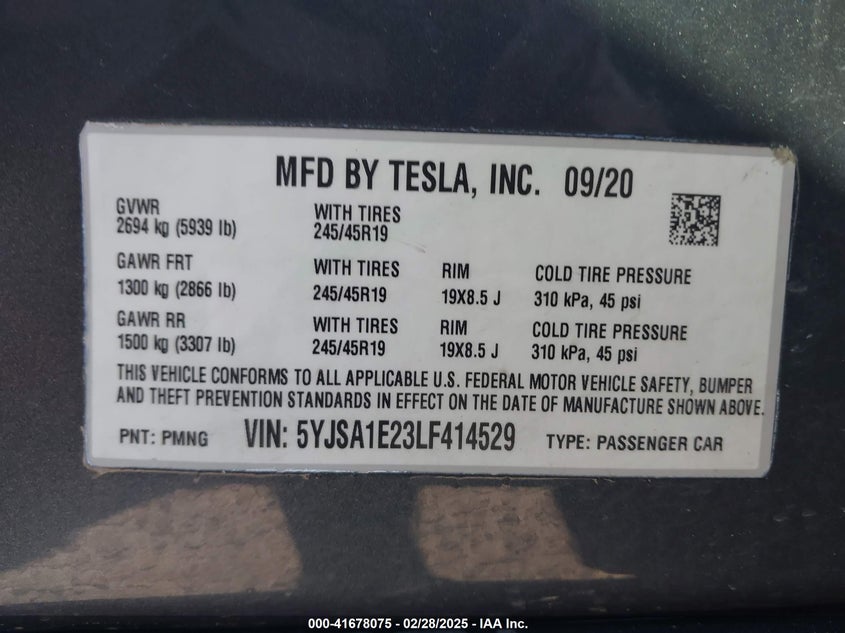 MFD BY TESLA, INC. 09/20
GVWR WITH TIRES
2694 kg (5939 lb) 245/45R19
GAWR FRT WITH TIRES RIM COLD TIRE PRESSURE
1300 kg (2866 lb) 245/45R19 19X8.5 J 310 kPa, 45 psi
GAWR RR WITH TIRES RIM COLD TIRE PRESSURE
1500 kg (3307 lb) 245/45R19 19X8.5 J 310 kPa, 45 psi
THIS VEHICLE CONFORMS TO ALL APPLICABLE U.S. FEDERAL MOTOR VEHICLE SAFETY, BUMPER
AND THEFT PREVENTION STANDARDS IN EFFECT ON THE DATE OF MANUFACTURE SHOWN ABOVE.
PNT: PMNG VIN: 5YJSA1E23LF414529 TYPE: PASSENGER CAR
000-41678075 - 02/28/2025 - IAA Inc.